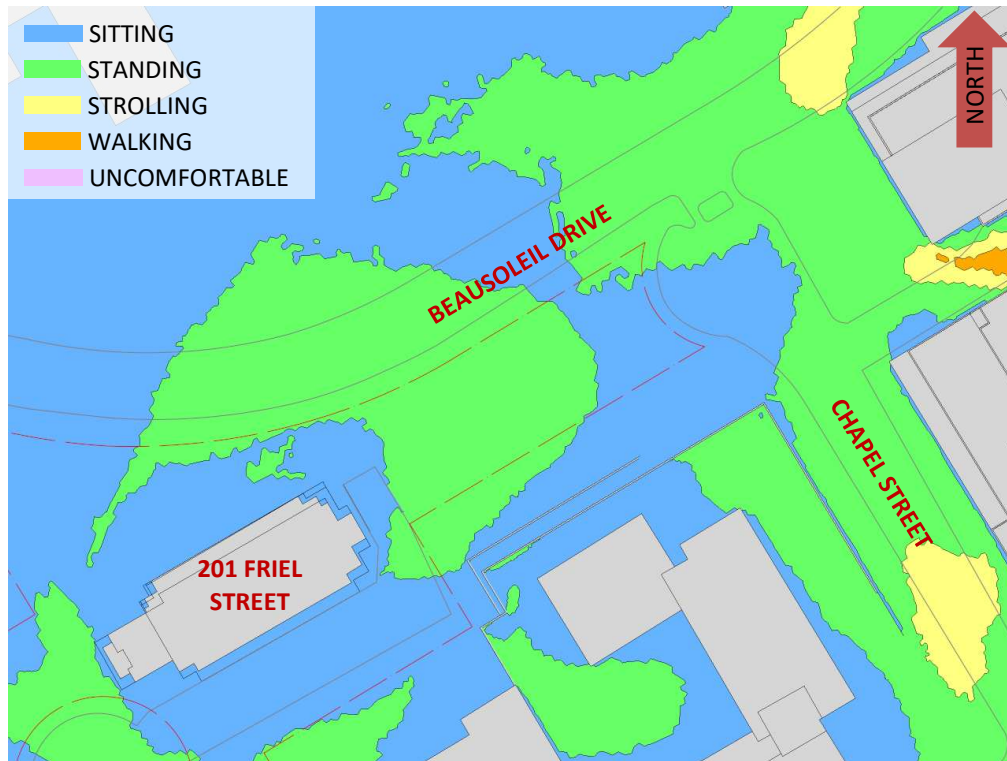 SITTING
STANDING
STROLLING
WALKING
UNCOMFORTABLE
NORTH
BEAUSOLEIL DRIVE
CHAPEL STREET
201 FRIEL
STREET